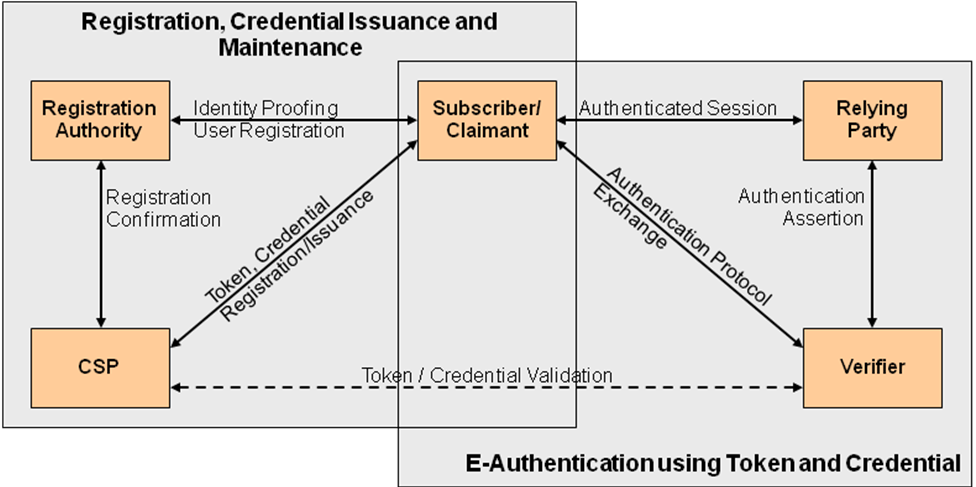 Registration, Credential Issuance and
Maintenance
Registration
Authority
Identity Proofing
User Registration
Subscriber/
Claimant
Authenticated Session
Relying
Party
Registration
Confirmation
Token, Credential
Registration/Issuance
Authentication Protocol
Exchange
Authentication
Assertion
CSP
Token / Credential Validation
Verifier
E-Authentication using Token and Credential